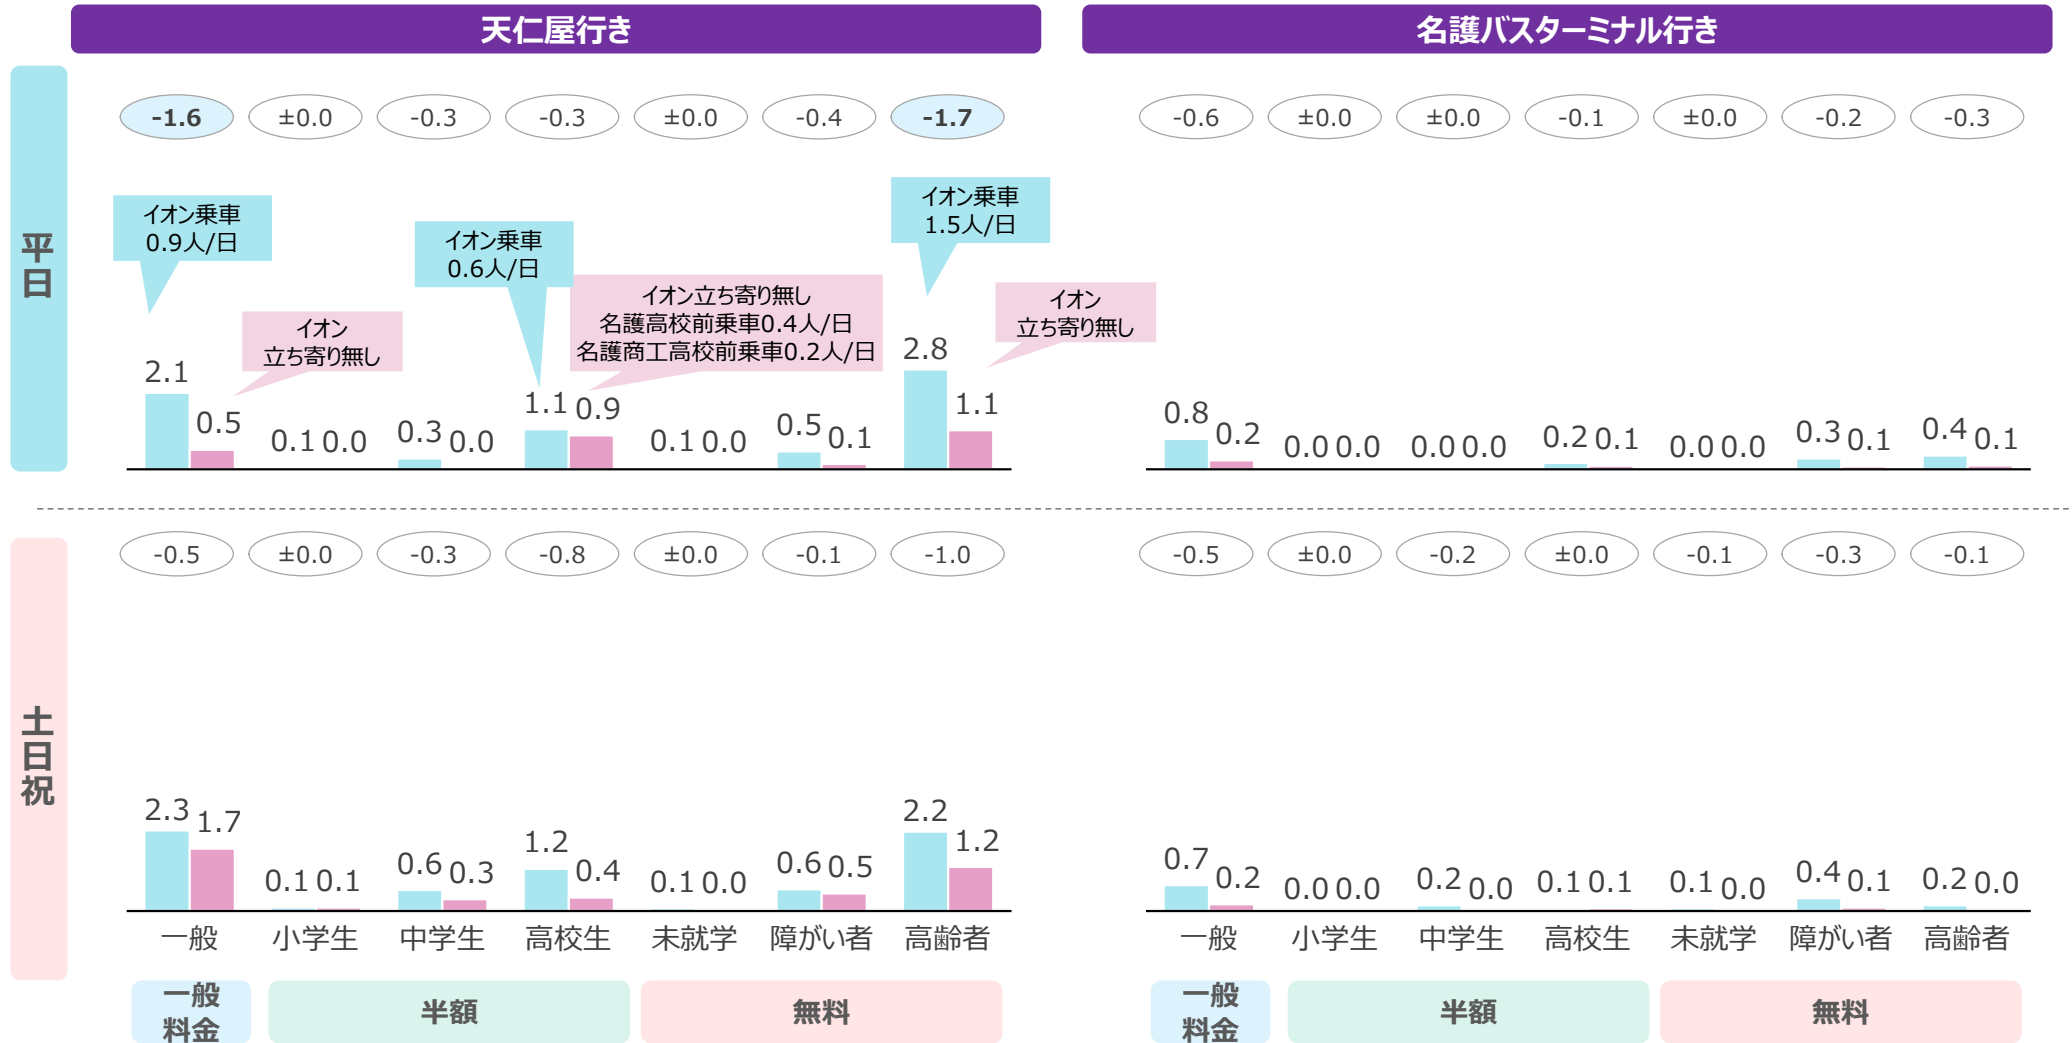 天仁屋行き
名護バスターミナル行き
平日
-1.6 ±0.0 -0.3 -0.3 ±0.0 -0.4 -1.7
-0.6 ±0.0 ±0.0 -0.1 ±0.0 -0.2 -0.3
イオン乗車
0.9人/日
イオン
立ち寄り無し
イオン乗車
0.6人/日
イオン立ち寄り無し
名護高校前乗車0.4人/日
名護商工高校前乗車0.2人/日
イオン乗車
1.5人/日
イオン
立ち寄り無し
2.1 0.5 0.1 0.0 0.3 0.0 1.1 0.9 0.1 0.0 0.5 0.1 2.8 1.1
0.8 0.2 0.0 0.0 0.0 0.0 0.2 0.1 0.0 0.0 0.3 0.1 0.4 0.1
土日祝
-0.5 ±0.0 -0.3 -0.8 ±0.0 -0.1 -1.0
-0.5 ±0.0 -0.2 ±0.0 -0.1 -0.3 -0.1
2.3 1.7 0.1 0.1 0.6 0.3 1.2 0.4 0.1 0.0 0.6 0.5 2.2 1.2
0.7 0.2 0.0 0.0 0.2 0.0 0.1 0.1 0.1 0.0 0.4 0.1 0.2 0.0
一般 小学生 中学生 高校生 未就学 障がい者 高齢者
一般 小学生 中学生 高校生 未就学 障がい者 高齢者
一般
料金
半額
無料
一般
料金
半額
無料